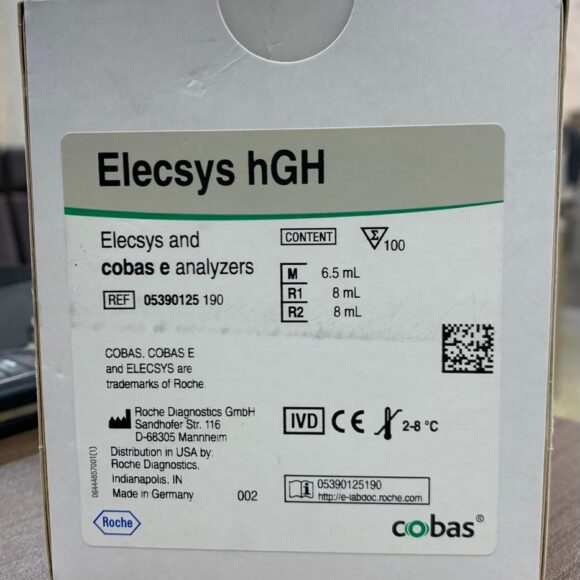 Elecsys hGH
Elecsys and
cobas e analyzers
REF 05390125 190
CONTENT Σ 100
M 6.5 mL
R1 8 mL
R2 8 mL
COBAS, COBAS E
and ELECSYS are
trademarks of Roche.
Roche Diagnostics GmbH
Sandhofer Str. 116
D-68305 Mannheim
Distribution in USA by:
Roche Diagnostics,
Indianapolis, IN
Made in Germany 002
06444857001(1)
IVD CE 2-8 °C
i 05390125190
http://e-labdoc.roche.com
Roche
cobas®